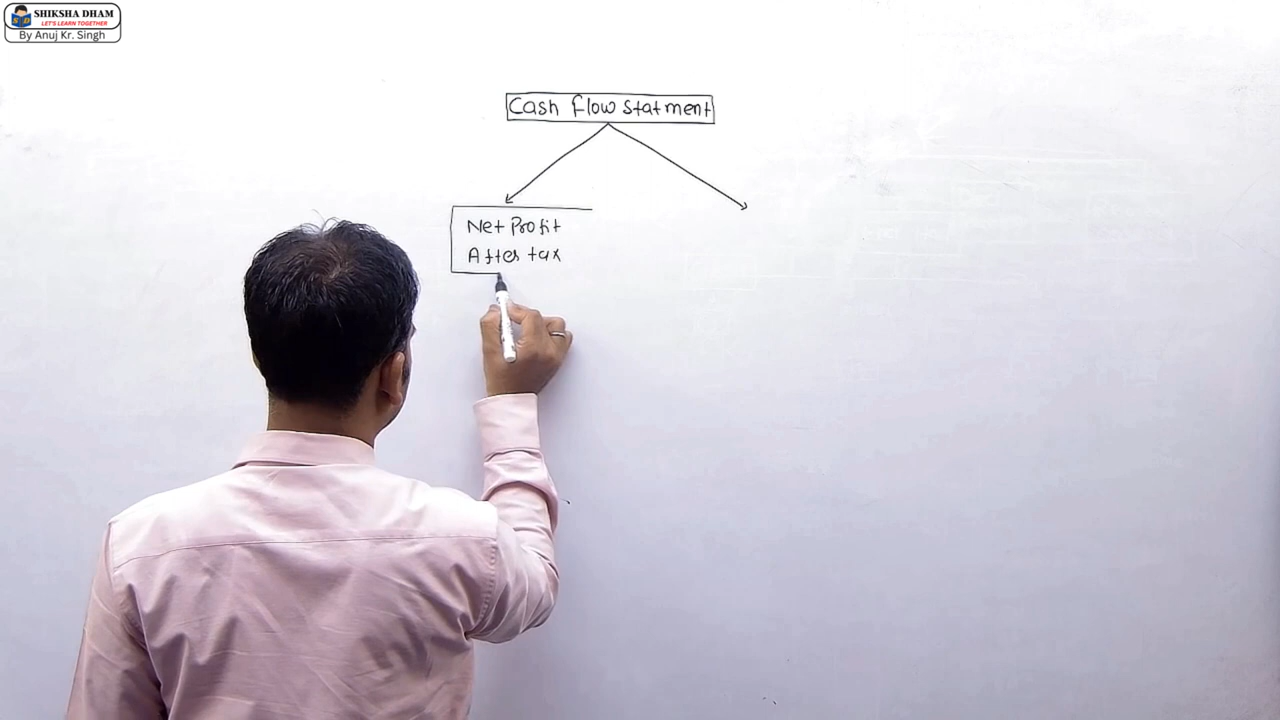 SHIKSHA DHAM
LET'S LEARN TOGETHER
By Anuj Kr. Singh
Cash flow statment
Net Profit
After tax